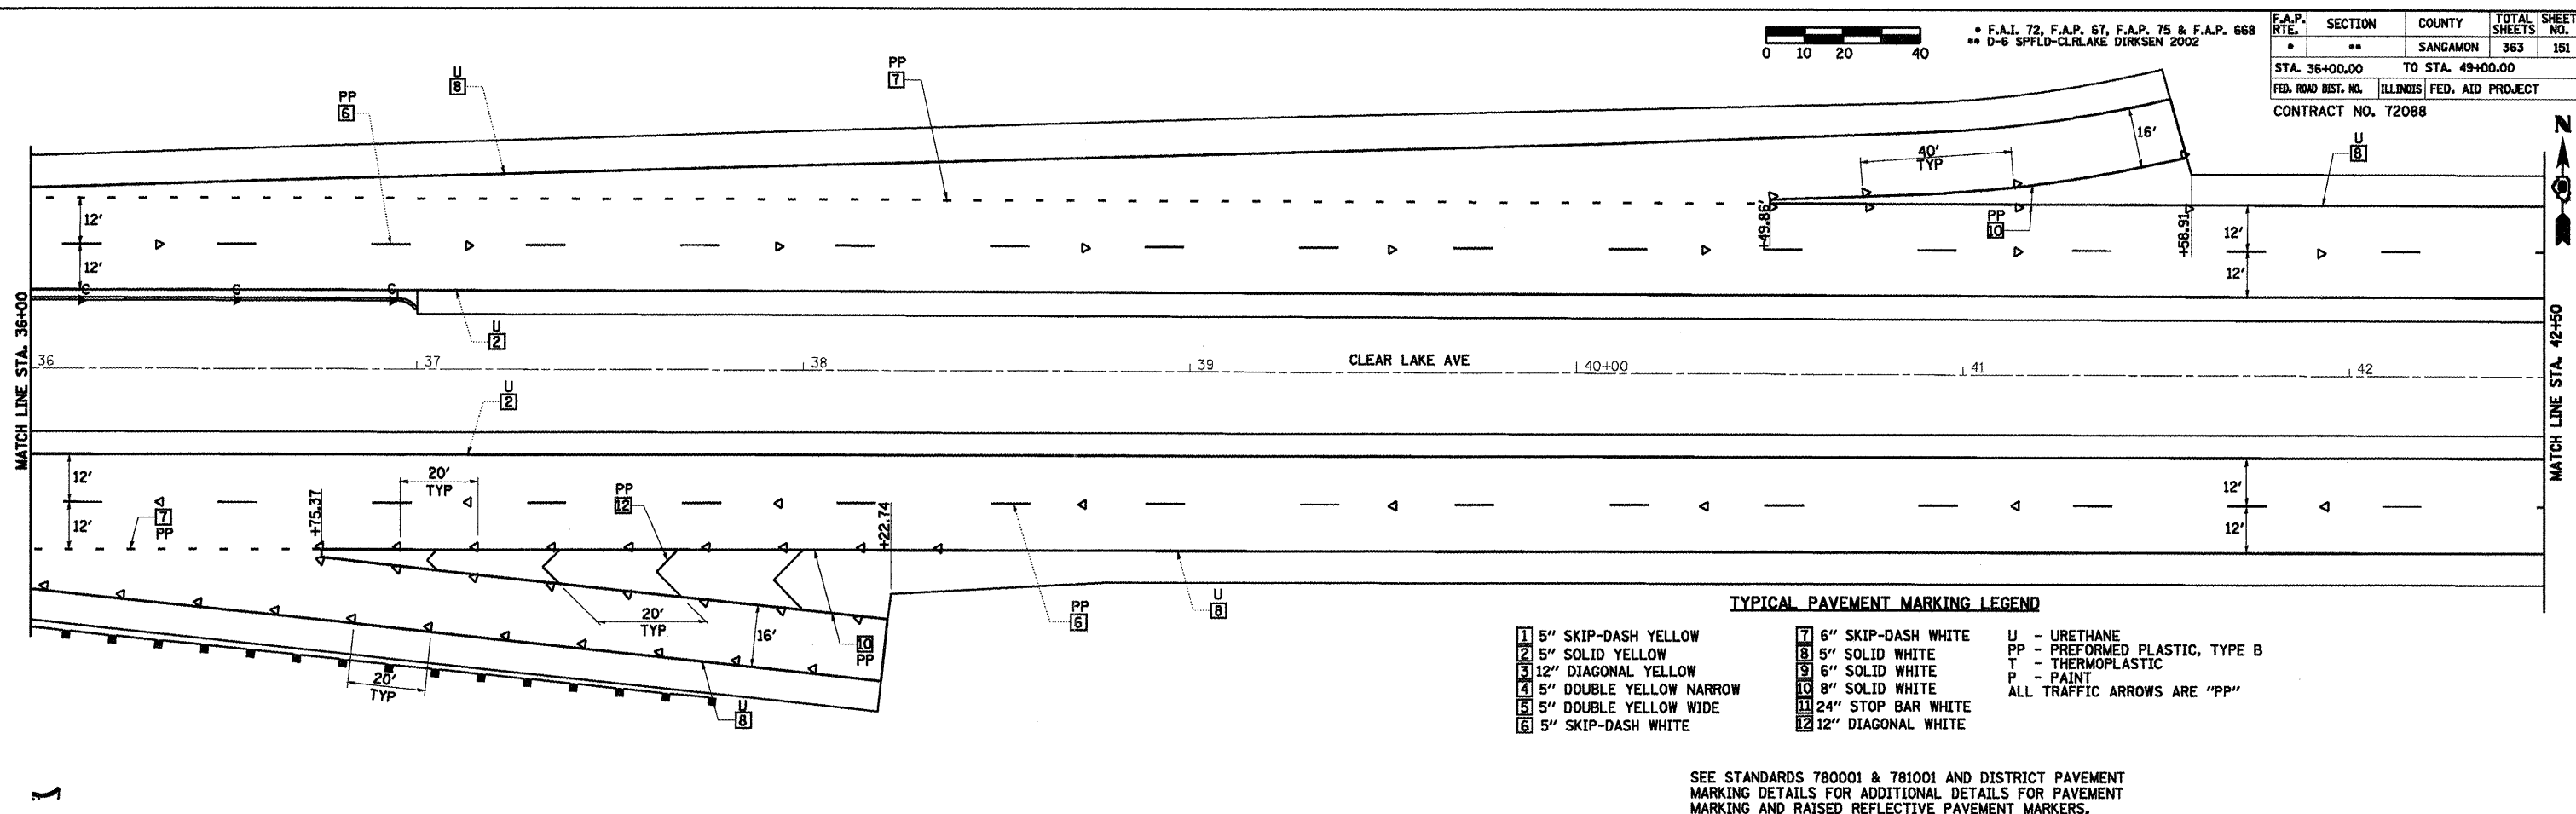 0 10 20 40
• F.A.I. 72, F.A.P. 67, F.A.P. 75 & F.A.P. 668
•• D-6 SPFLD-CLRLAKE DIRKSEN 2002
F.A.P. RTE. SECTION COUNTY TOTAL SHEETS SHEET NO.
• •• SANGAMON 363 151
STA. 36+00.00 TO STA. 49+00.00
FED. ROAD DIST. NO. ILLINOIS FED. AID PROJECT
CONTRACT NO. 72088
N
PP
6
U
8
PP
7
40'
TYP
16'
U
8
12'
12'
+49.86'
PP
10
+58.91
12'
12'
C C C
U
2
MATCH LINE STA. 36+00
36 37 38 39 CLEAR LAKE AVE 40+00 41 42
MATCH LINE STA. 42+50
U
2
12'
12'
7
PP
+75.37
20'
TYP
PP
12
+22.74
12'
12'
20'
TYP.
16'
10
PP
PP
6
U
8
20'
TYP
U
8
TYPICAL PAVEMENT MARKING LEGEND
1 5" SKIP-DASH YELLOW
2 5" SOLID YELLOW
3 12" DIAGONAL YELLOW
4 5" DOUBLE YELLOW NARROW
5 5" DOUBLE YELLOW WIDE
6 5" SKIP-DASH WHITE
7 6" SKIP-DASH WHITE
8 5" SOLID WHITE
9 6" SOLID WHITE
10 8" SOLID WHITE
11 24" STOP BAR WHITE
12 12" DIAGONAL WHITE
U - URETHANE
PP - PREFORMED PLASTIC, TYPE B
T - THERMOPLASTIC
P - PAINT
ALL TRAFFIC ARROWS ARE "PP"
SEE STANDARDS 780001 & 781001 AND DISTRICT PAVEMENT
MARKING DETAILS FOR ADDITIONAL DETAILS FOR PAVEMENT
MARKING AND RAISED REFLECTIVE PAVEMENT MARKERS.